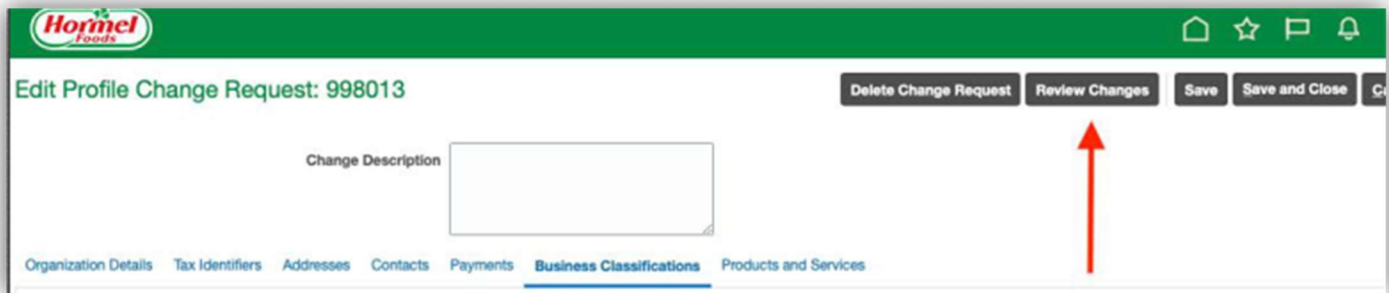 Hormel
Foods
Edit Profile Change Request: 998013
Delete Change Request Review Changes Save Save and Close
Change Description
Organization Details Tax Identifiers Addresses Contacts Payments Business Classifications Products and Services